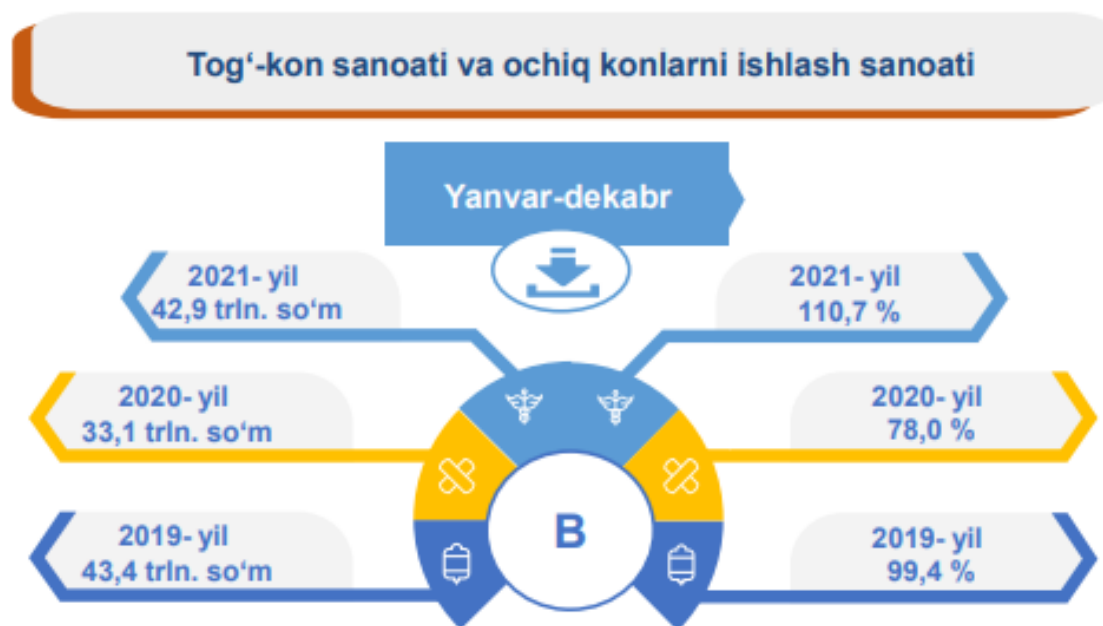 Tog‘-kon sanoati va ochiq konlarni ishlash sanoati
Yanvar-dekabr
2021- yil
42,9 trln. so‘m
2021- yil
110,7 %
2020- yil
33,1 trln. so‘m
2020- yil
78,0 %
2019- yil
43,4 trln. so‘m
B
2019- yil
99,4 %